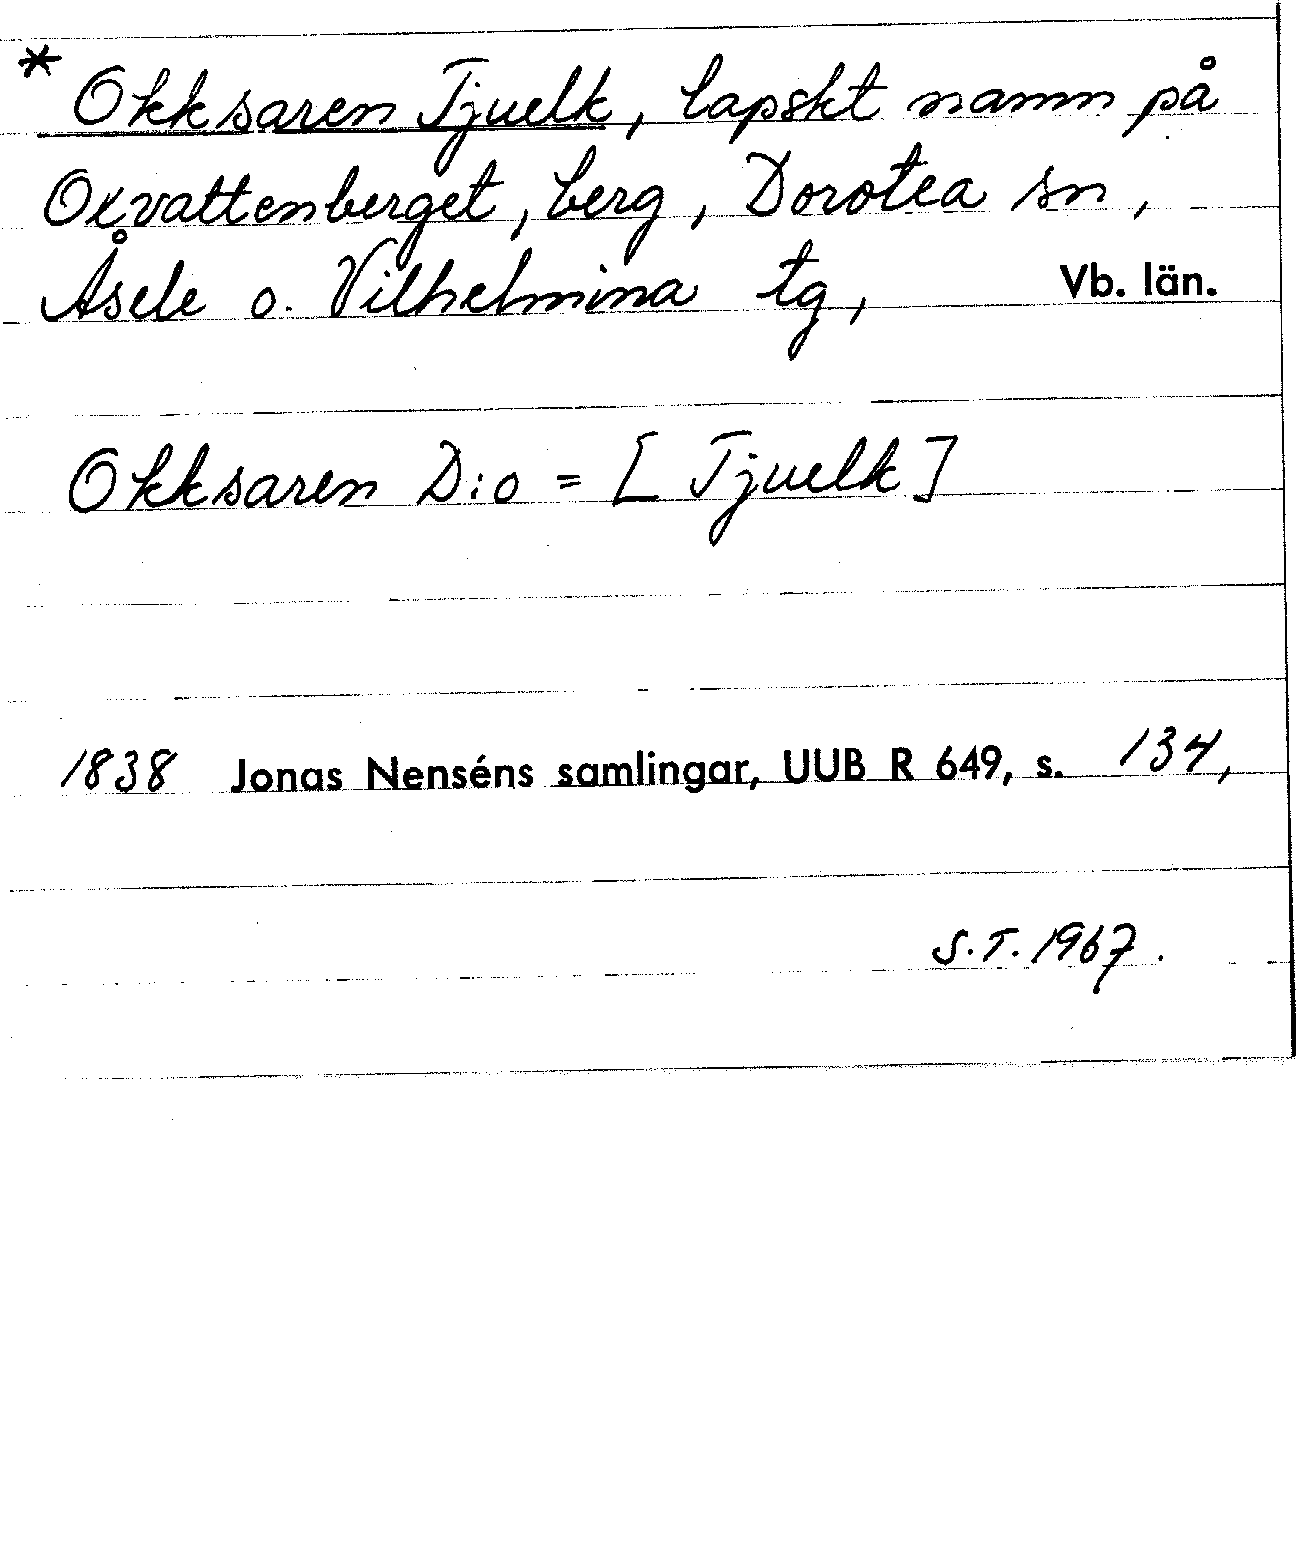 * Okksaren Tjuelk, lapskt namn på
Oxvattenberget, berg, Dorotea sn,
Åsele o. Vilhelmina tg, Vb. län.
Okksaren D:o = [Tjuelk]
1838 Jonas Nenséns samlingar, UUB R 649, s. 134,
S.T. 1967.